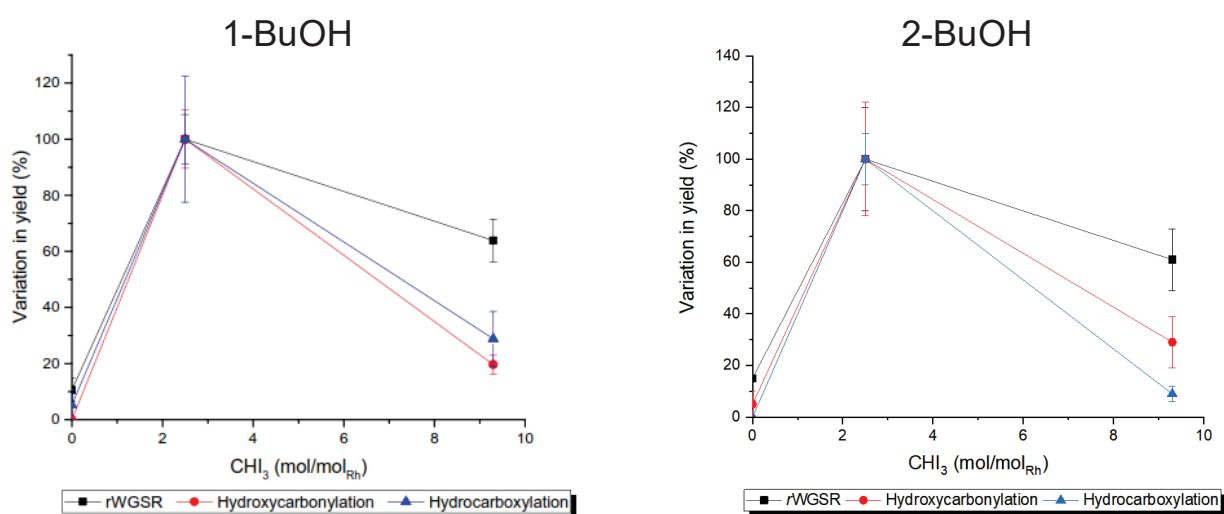 1-BuOH
120
100
80
60
40
20
0
Variation in yield (%)
0 2 4 6 8 10
CHI₃ (mol/mol_Rh)
rWGSR Hydroxycarbonylation Hydrocarboxylation
2-BuOH
140
120
100
80
60
40
20
0
Variation in yield (%)
0 2 4 6 8 10
CHI₃ (mol/mol_Rh)
rWGSR Hydroxycarbonylation Hydrocarboxylation